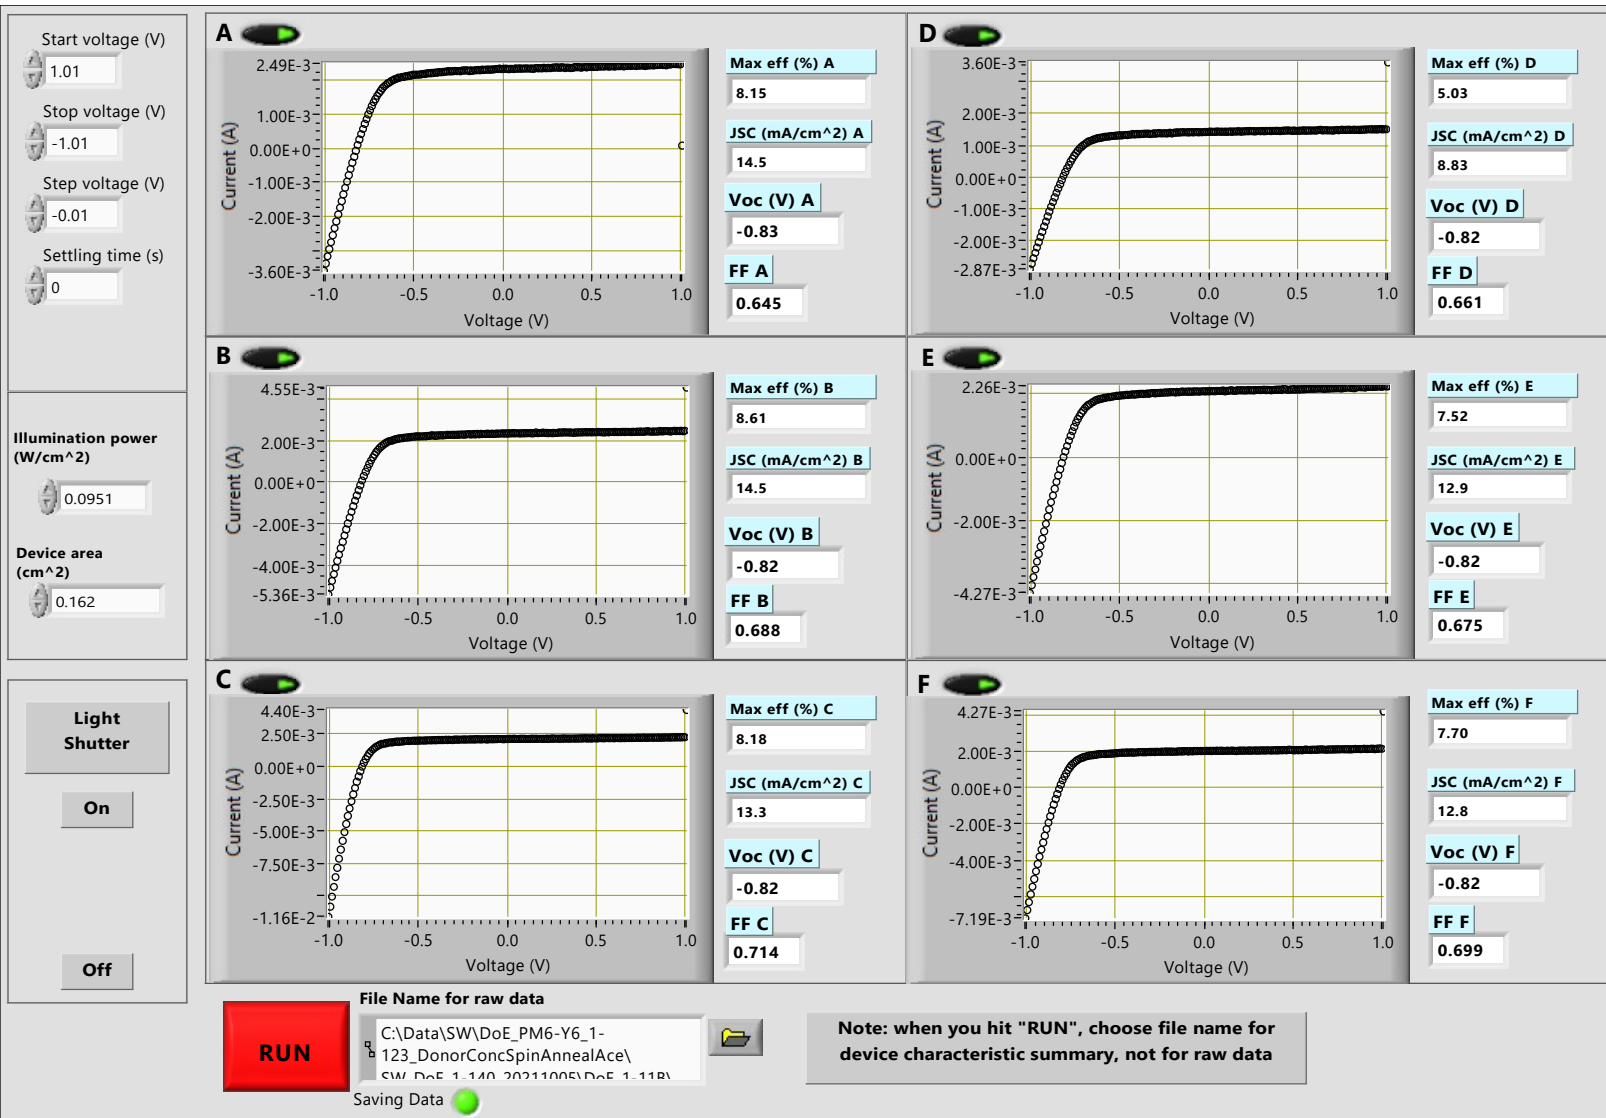 Start voltage (V)
1.01
Stop voltage (V)
-1.01
Step voltage (V)
-0.01
Settling time (s)
0
Illumination power
(W/cm^2)
0.0951
Device area
(cm^2)
0.162
Light
Shutter
On
Off
A
Current (A)
2.49E-3
1.00E-3
0.00E+0
-1.00E-3
-2.00E-3
-3.60E-3
-1.0 -0.5 0.0 0.5 1.0
Voltage (V)
Max eff (%) A
8.15
JSC (mA/cm^2) A
14.5
Voc (V) A
-0.83
FF A
0.645
D
Current (A)
3.60E-3
2.00E-3
1.00E-3
0.00E+0
-1.00E-3
-2.00E-3
-2.87E-3
-1.0 -0.5 0.0 0.5 1.0
Voltage (V)
Max eff (%) D
5.03
JSC (mA/cm^2) D
8.83
Voc (V) D
-0.82
FF D
0.661
B
Current (A)
4.55E-3
2.00E-3
0.00E+0
-2.00E-3
-4.00E-3
-5.36E-3
-1.0 -0.5 0.0 0.5 1.0
Voltage (V)
Max eff (%) B
8.61
JSC (mA/cm^2) B
14.5
Voc (V) B
-0.82
FF B
0.688
E
Current (A)
2.26E-3
0.00E+0
-2.00E-3
-4.27E-3
-1.0 -0.5 0.0 0.5 1.0
Voltage (V)
Max eff (%) E
7.52
JSC (mA/cm^2) E
12.9
Voc (V) E
-0.82
FF E
0.675
C
Current (A)
4.40E-3
2.50E-3
0.00E+0
-2.50E-3
-5.00E-3
-7.50E-3
-1.16E-2
-1.0 -0.5 0.0 0.5 1.0
Voltage (V)
Max eff (%) C
8.18
JSC (mA/cm^2) C
13.3
Voc (V) C
-0.82
FF C
0.714
F
Current (A)
4.27E-3
2.00E-3
0.00E+0
-2.00E-3
-4.00E-3
-7.19E-3
-1.0 -0.5 0.0 0.5 1.0
Voltage (V)
Max eff (%) F
7.70
JSC (mA/cm^2) F
12.8
Voc (V) F
-0.82
FF F
0.699
RUN
File Name for raw data
C:\Data\SW\DoE_PM6-Y6_1-
123_DonorConcSpinAnnealAce\
SW_DoE_1-140_20211005\DoE_1-11B\
Saving Data
Note: when you hit "RUN", choose file name for
device characteristic summary, not for raw data